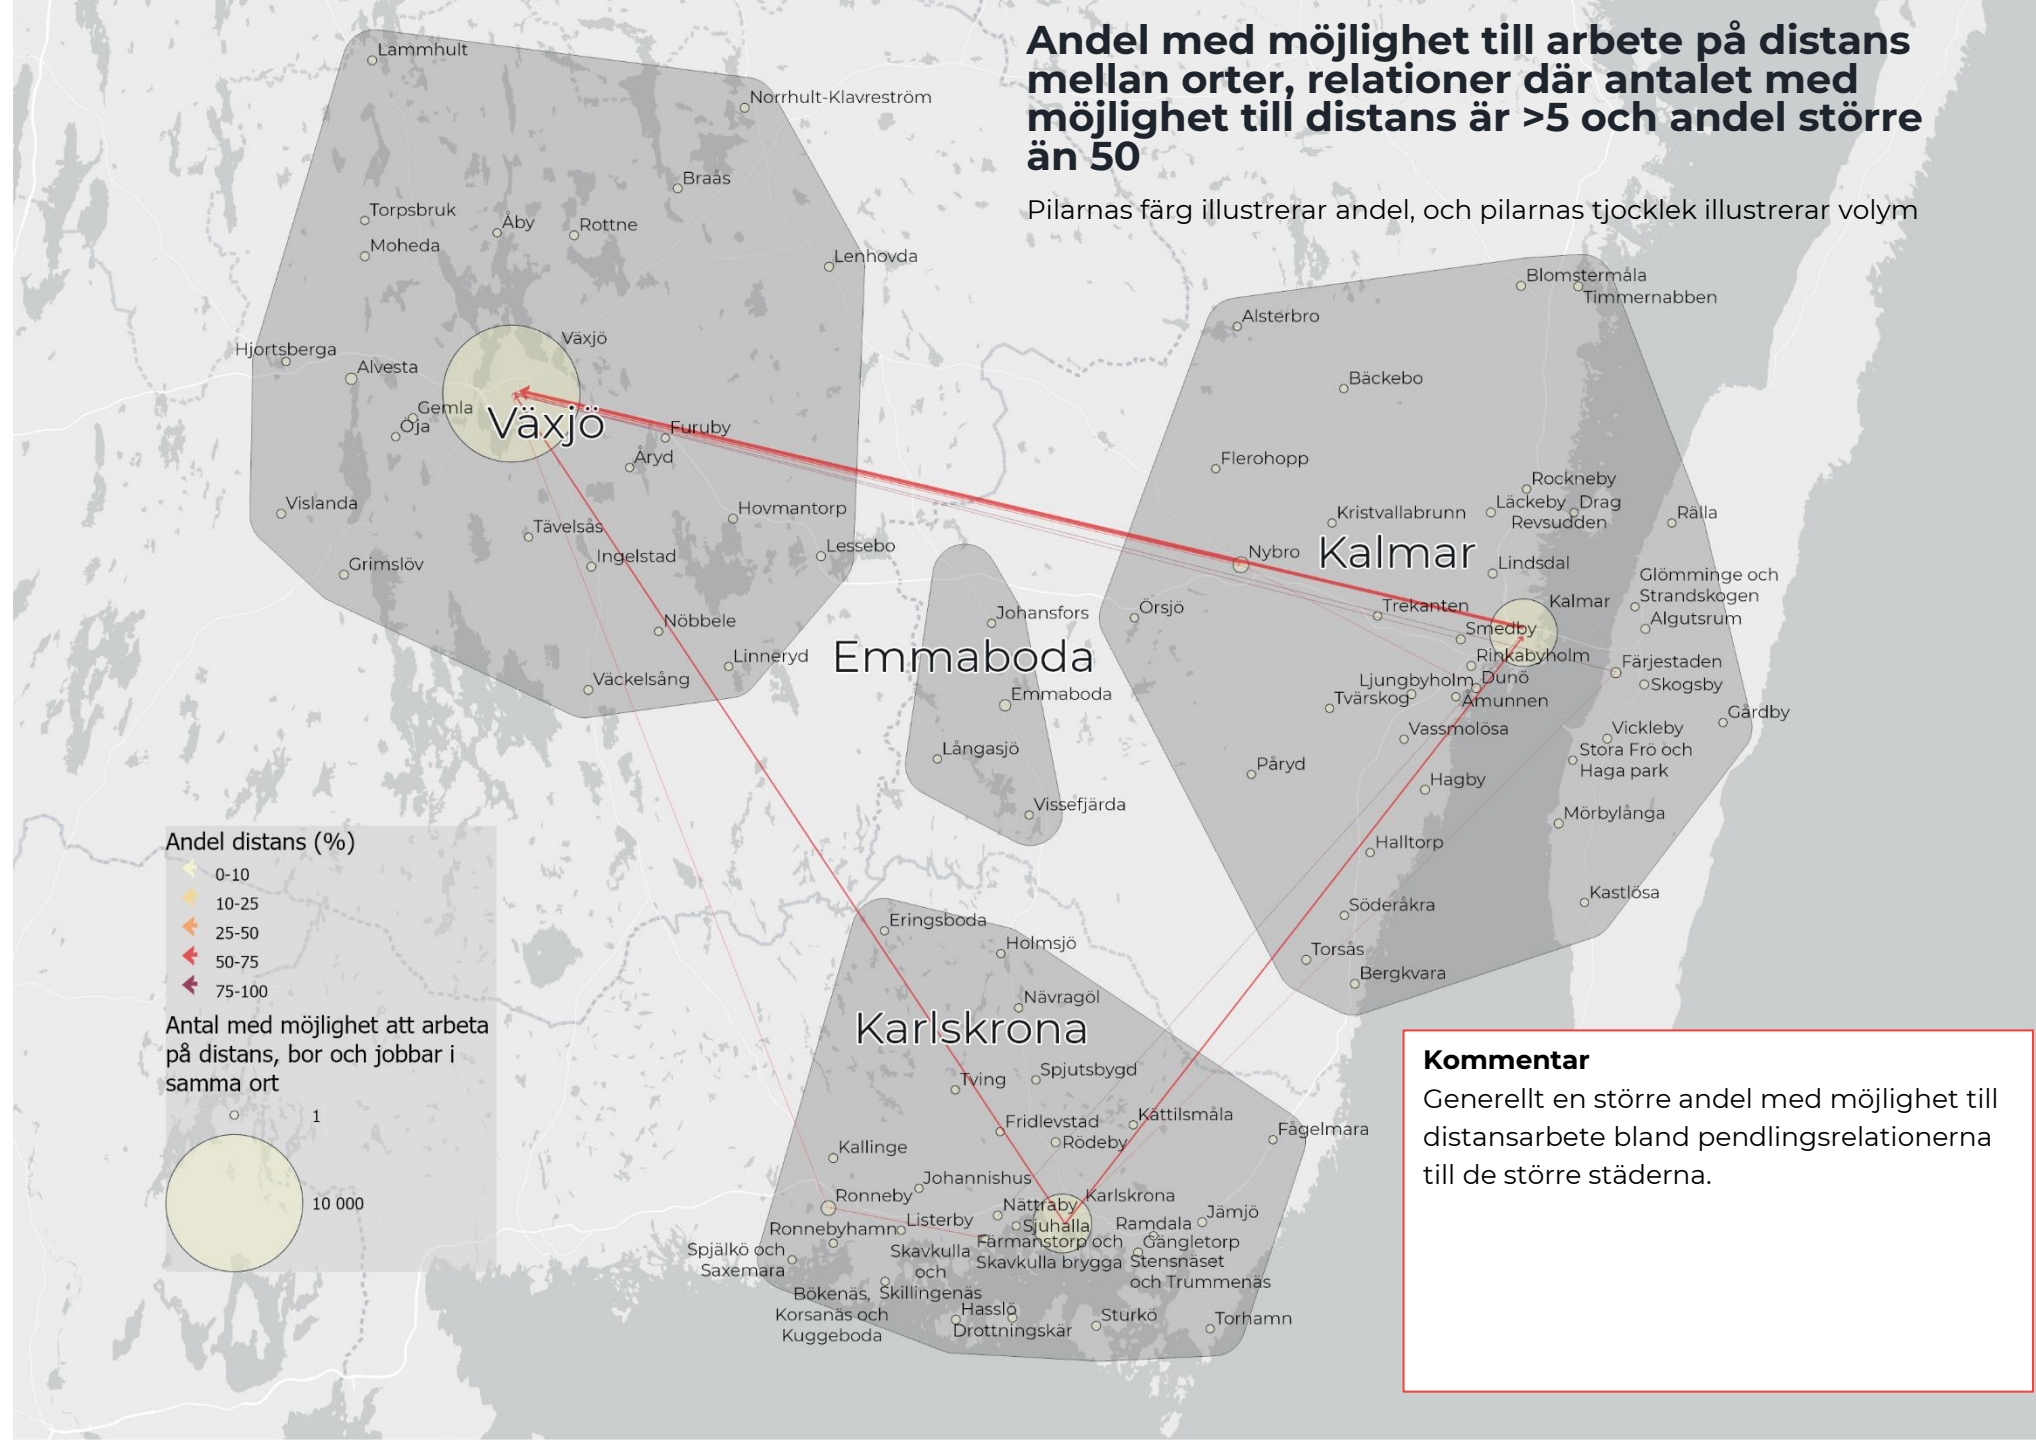 Andel med möjlighet till arbete på distans
mellan orter, relationer där antalet med
möjlighet till distans är >5 och andel större
än 50
Pilarnas färg illustrerar andel, och pilarnas tjocklek illustrerar volym
Lammhult
Norrhult-Klavreström
Braås
Torpsbruk
Åby
Rottne
Moheda
Lenhovda
Växjö
Hjortsberga
Alvesta
Gemla
Öja
Växjö
Furuby
Åryd
Vislanda
Hovmantorp
Tävelsås
Ingelstad
Lessebo
Grimslöv
Nöbbele
Linneryd
Väckelsång
Blomstermåla
Timmernabben
Alsterbro
Bäckebo
Flerohopp
Rockneby
Kristvallabrunn
Läckeby
Drag
Revsudden
Rälla
Nybro
Kalmar
Lindsdal
Glömminge och
Strandskogen
Örsjö
Trekanten
Kalmar
Algutsrum
Smedby
Rinkabyholm
Färjestaden
Ljungbyholm
Dunö
Skogsby
Tvärskog
Åmunnen
Gårdby
Vassmolösa
Vickleby
Stora Frö och
Haga park
Påryd
Hagby
Mörbylånga
Halltorp
Kastlösa
Söderåkra
Torsås
Bergkvara
Johansfors
Emmaboda
Emmaboda
Långasjö
Vissefjärda
Eringsboda
Holmsjö
Nävragöl
Karlskrona
Tving
Spjutsbygd
Fridlevstad
Kättilsmåla
Rödeby
Fågelmara
Kallinge
Johannishus
Ronneby
Nättraby
Karlskrona
Listerby
Sjuhalla
Ramdala
Jämjö
Ronnebyhamn
Färmanstorp och
Skavkulla brygga
Gängletorp
Spjälkö och
Saxemara
Skavkulla
och
Skillingenäs
Stensnäset
och Trummenäs
Bökenäs,
Korsanäs och
Kuggeboda
Hasslö
Drottningskär
Sturkö
Torhamn
Andel distans (%)
0-10
10-25
25-50
50-75
75-100
Antal med möjlighet att arbeta
på distans, bor och jobbar i
samma ort
1
10 000
Kommentar
Generellt en större andel med möjlighet till
distansarbete bland pendlingsrelationerna
till de större städerna.